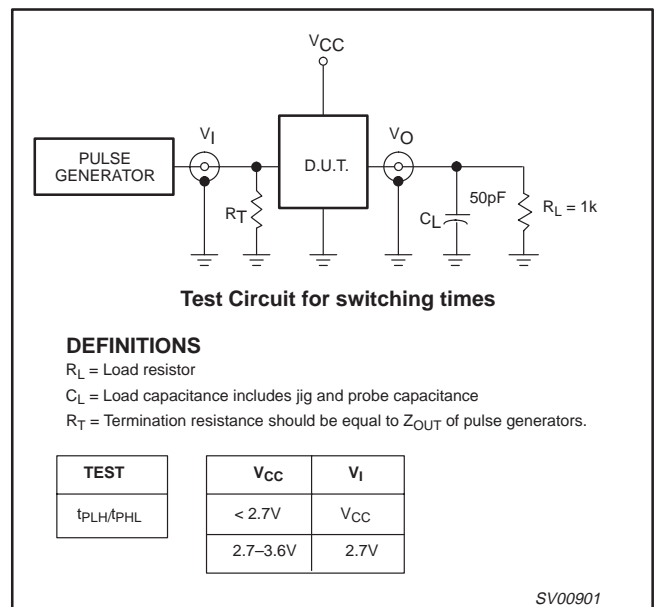 VCC
PULSE
GENERATOR
VI
RT
D.U.T.
VO
50pF
CL
RL = 1k
Test Circuit for switching times
DEFINITIONS
RL = Load resistor
CL = Load capacitance includes jig and probe capacitance
RT = Termination resistance should be equal to ZOUT of pulse generators.
TEST
tPLH/tPHL
VCC VI
< 2.7V VCC
2.7–3.6V 2.7V
SV00901